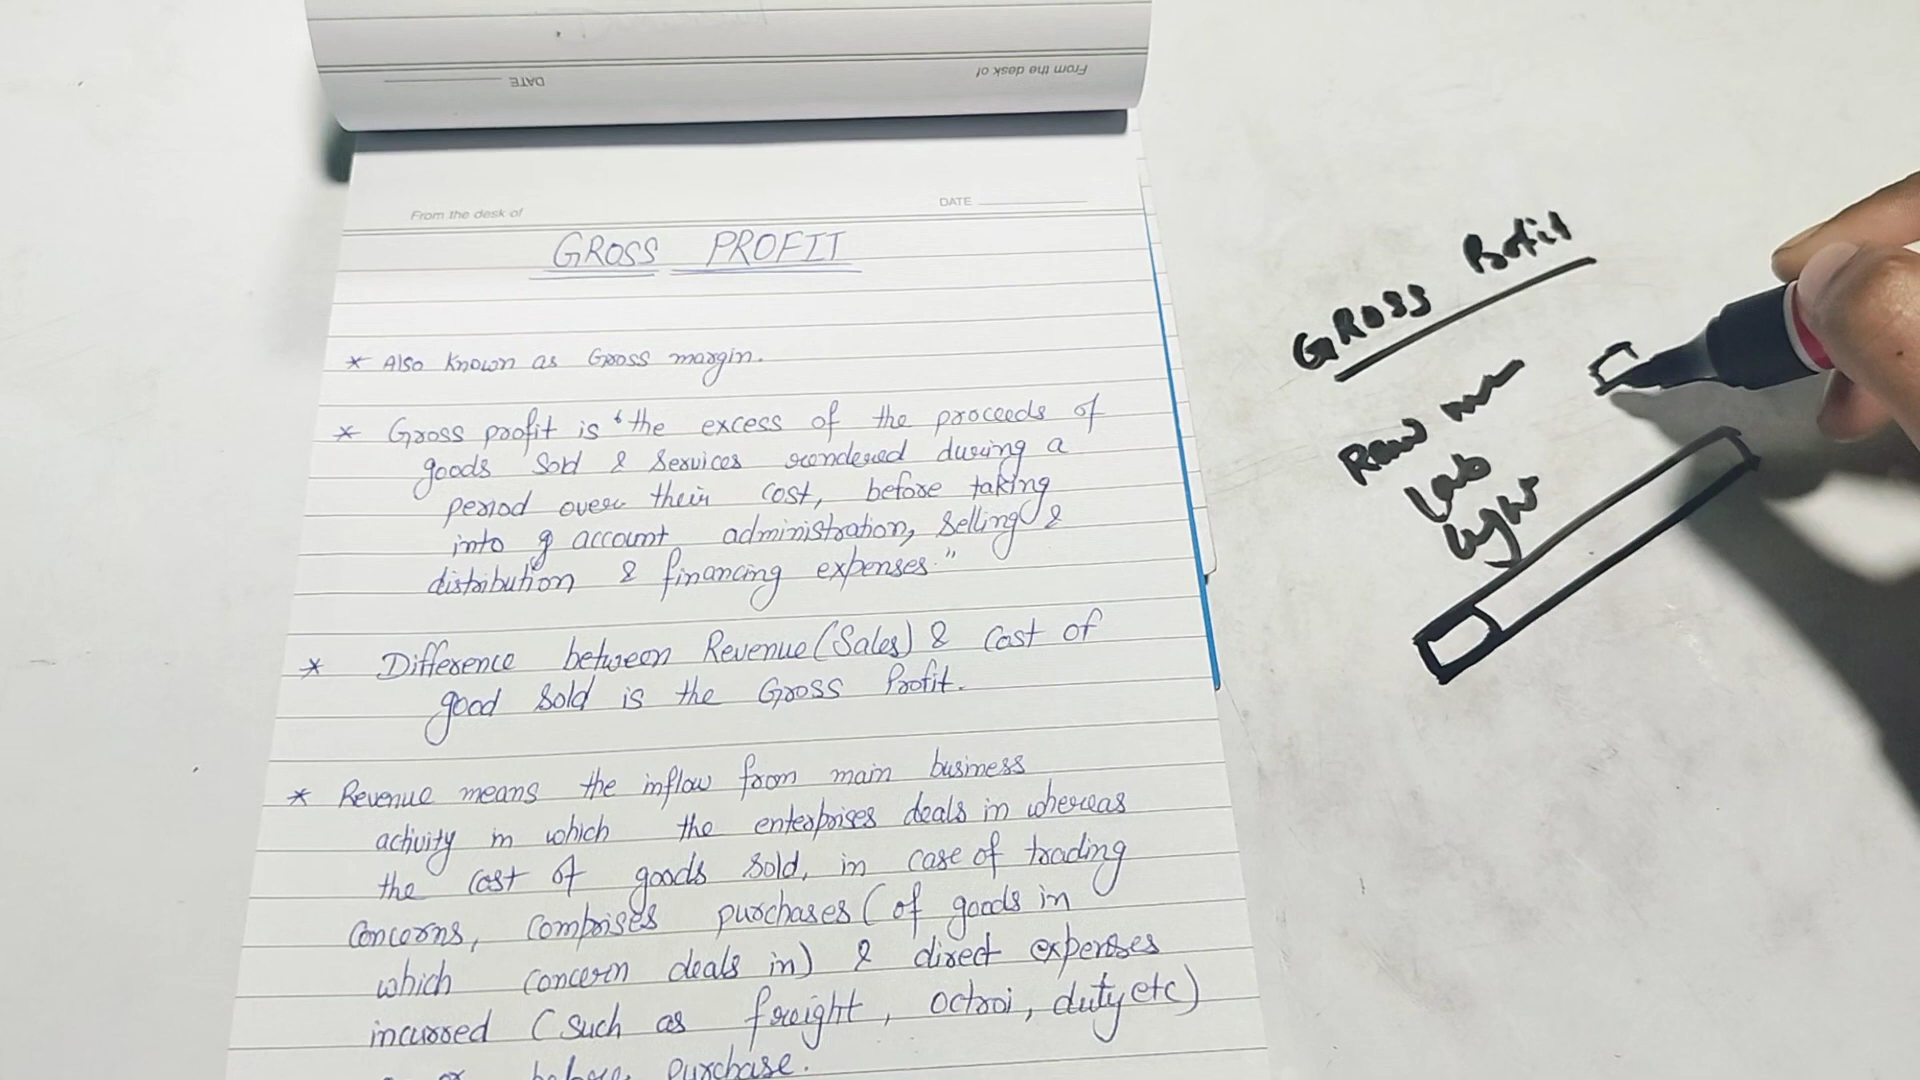 DATE
From the desk of
From the desk of
DATE
GROSS PROFIT
* Also Known as Gross margin.
* Gross profit is "the excess of the proceeds of
goods Sold & Services rendered during a
period over their cost, before taking
into account administration, Selling &
distribution & financing expenses."
* Difference between Revenue (Sales) & Cost of
good Sold is the Gross Profit.
* Revenue means the inflow from main business
activity in which the enterprises deals in whereas
the Cost of goods Sold, in case of trading
Concerns, Comprises purchases (of goods in
which concern deals in) & direct expenses
incurred (Such as freight, octroi, duty etc)
or before purchase.
GROSS Profit
Raw
Lab
Light